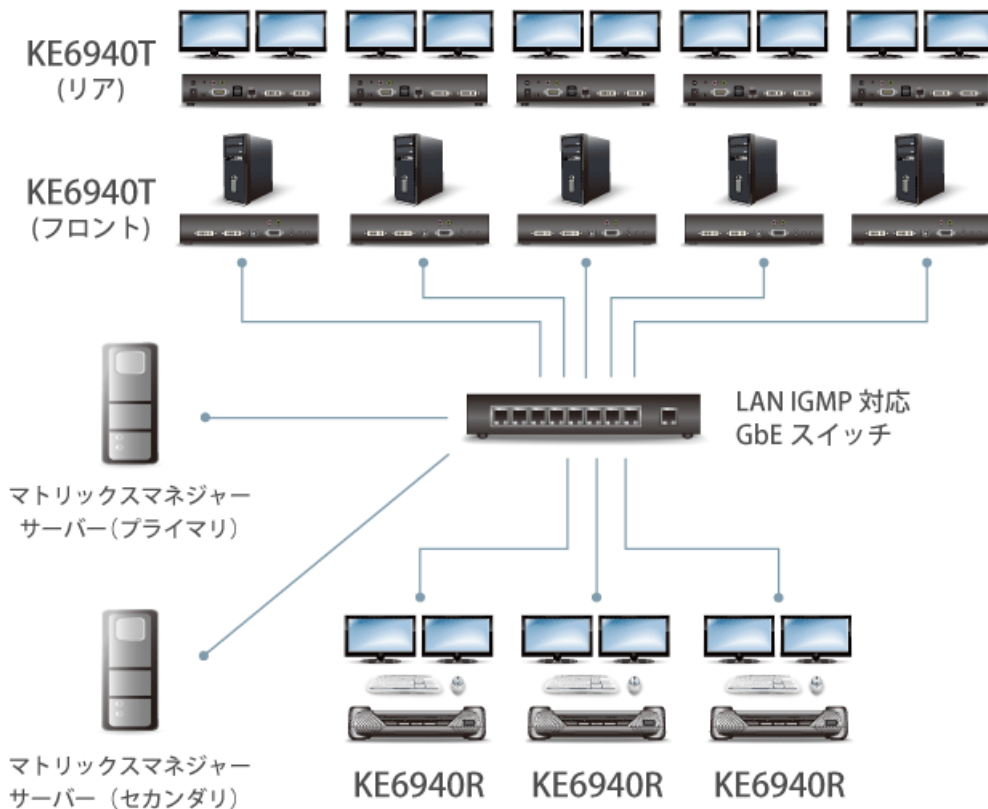 KE6940T
(リア)
KE6940T
(フロント)
LAN IGMP 対応
GbE スイッチ
マトリックスマネジャー
サーバー(プライマリ)
マトリックスマネジャー
サーバー (セカンダリ)
KE6940R
KE6940R
KE6940R